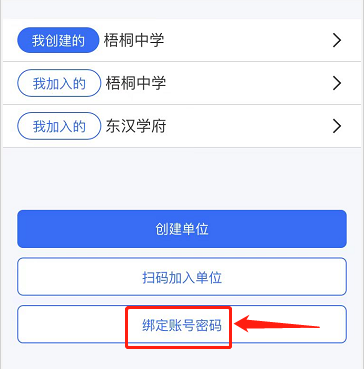 我创建的 梧桐中学
我加入的 梧桐中学
我加入的 东汉学府
创建单位
扫码加入单位
绑定账号密码